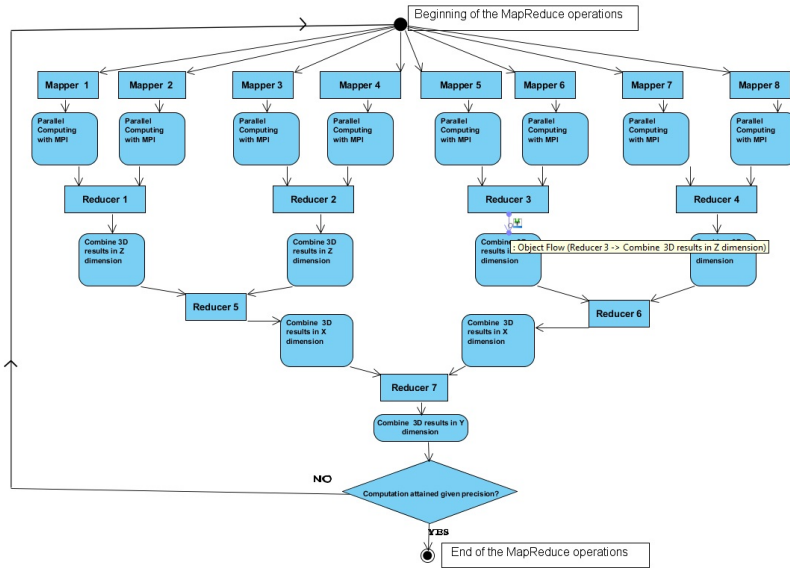 Beginning of the MapReduce operations
Mapper 1
Mapper 2
Mapper 3
Mapper 4
Mapper 5
Mapper 6
Mapper 7
Mapper 8
Parallel
Computing
with MPI
Parallel
Computing
with MPI
Parallel
Computing
with MPI
Parallel
Computing
with MPI
Parallel
Computing
with MPI
Parallel
Computing
with MPI
Parallel
Computing
with MPI
Parallel
Computing
with MPI
Reducer 1
Reducer 2
Reducer 3
Reducer 4
Combine 3D
results in Z
dimension
Combine 3D
results in Z
dimension
Combine
results in
dimension
: Object Flow (Reducer 3 -> Combine 3D results in Z dimension)
dimension
Reducer 5
Reducer 6
Combine 3D
results in X
dimension
Combine 3D
results in X
dimension
Reducer 7
Combine 3D results in Y
dimension
Computation attained given precision?
NO
YES
End of the MapReduce operations